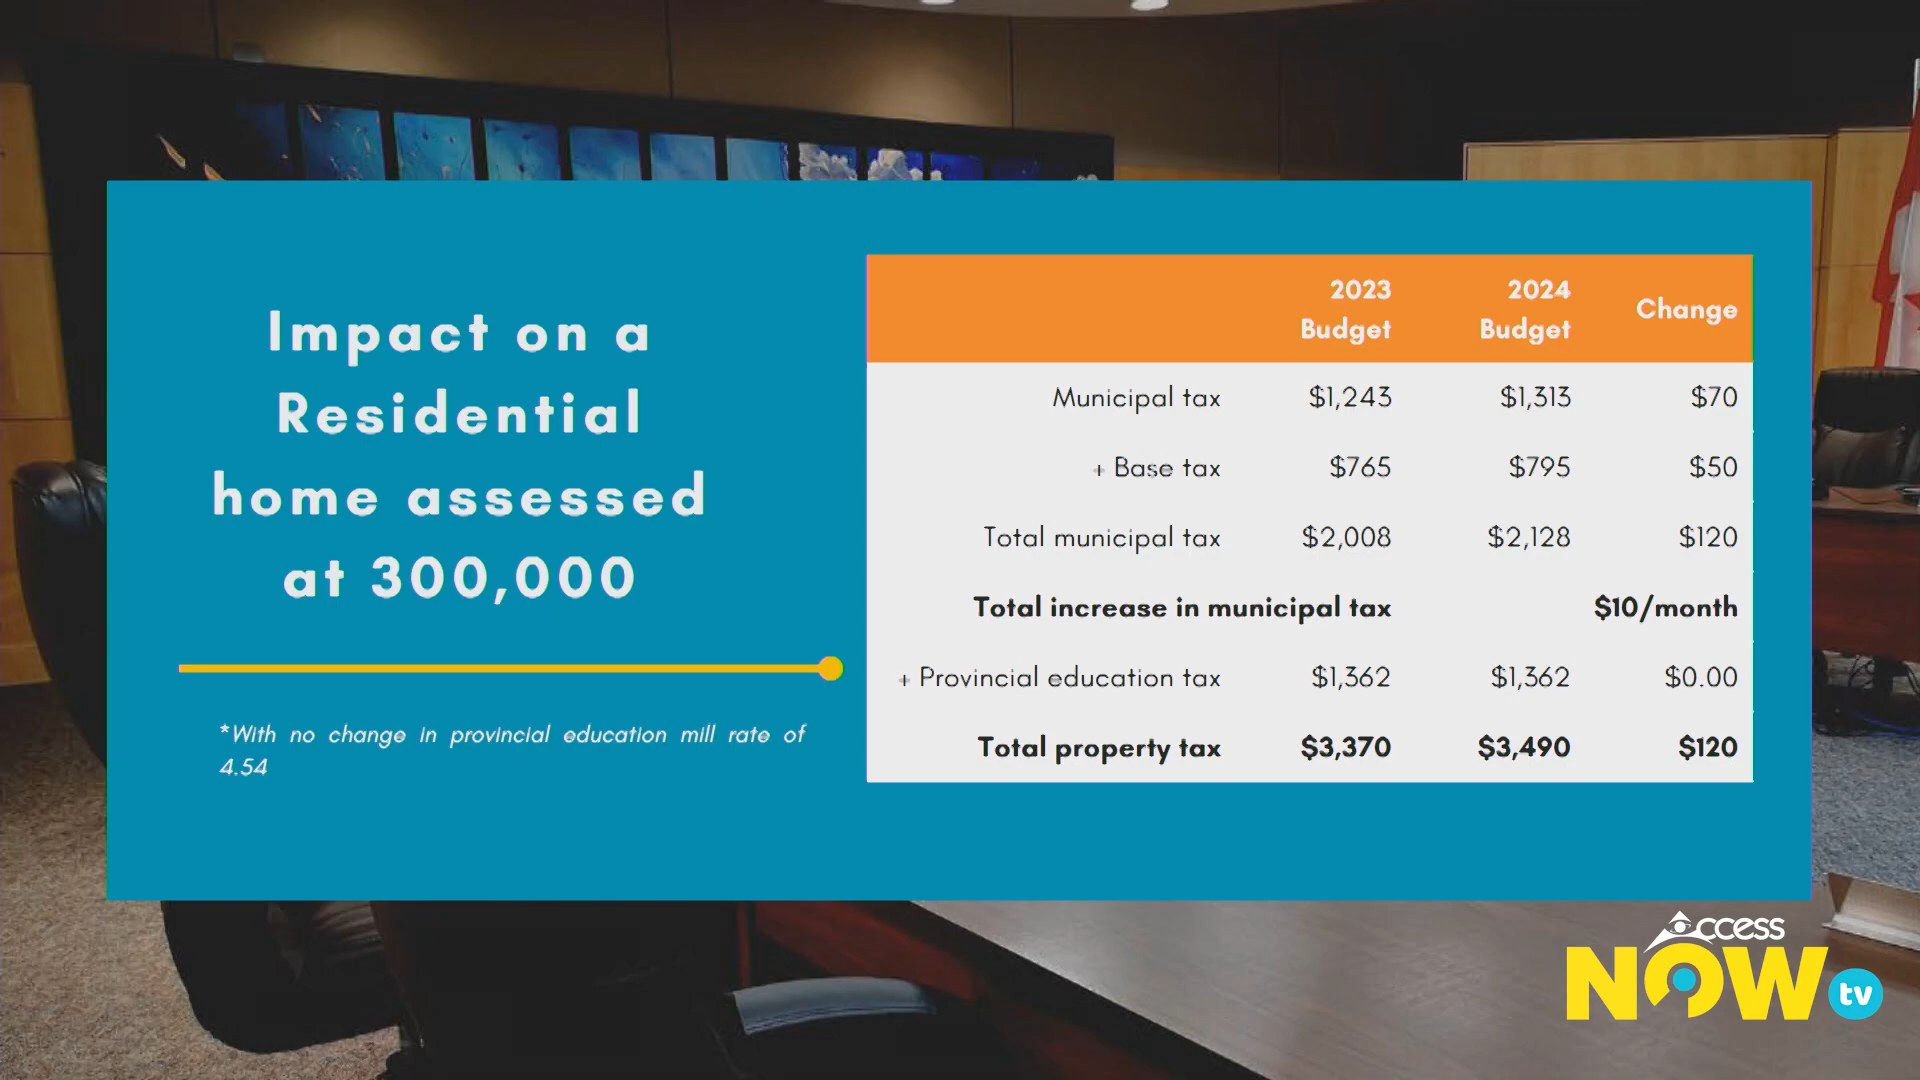 Impact on a
Residential
home assessed
at 300,000
*With no change in provincial education mill rate of
4.54
2023 Budget 2024 Budget Change
Municipal tax $1,243 $1,313 $70
+ Base tax $765 $795 $50
Total municipal tax $2,008 $2,128 $120
Total increase in municipal tax $10/month
+ Provincial education tax $1,362 $1,362 $0.00
Total property tax $3,370 $3,490 $120
Access
NOW tv